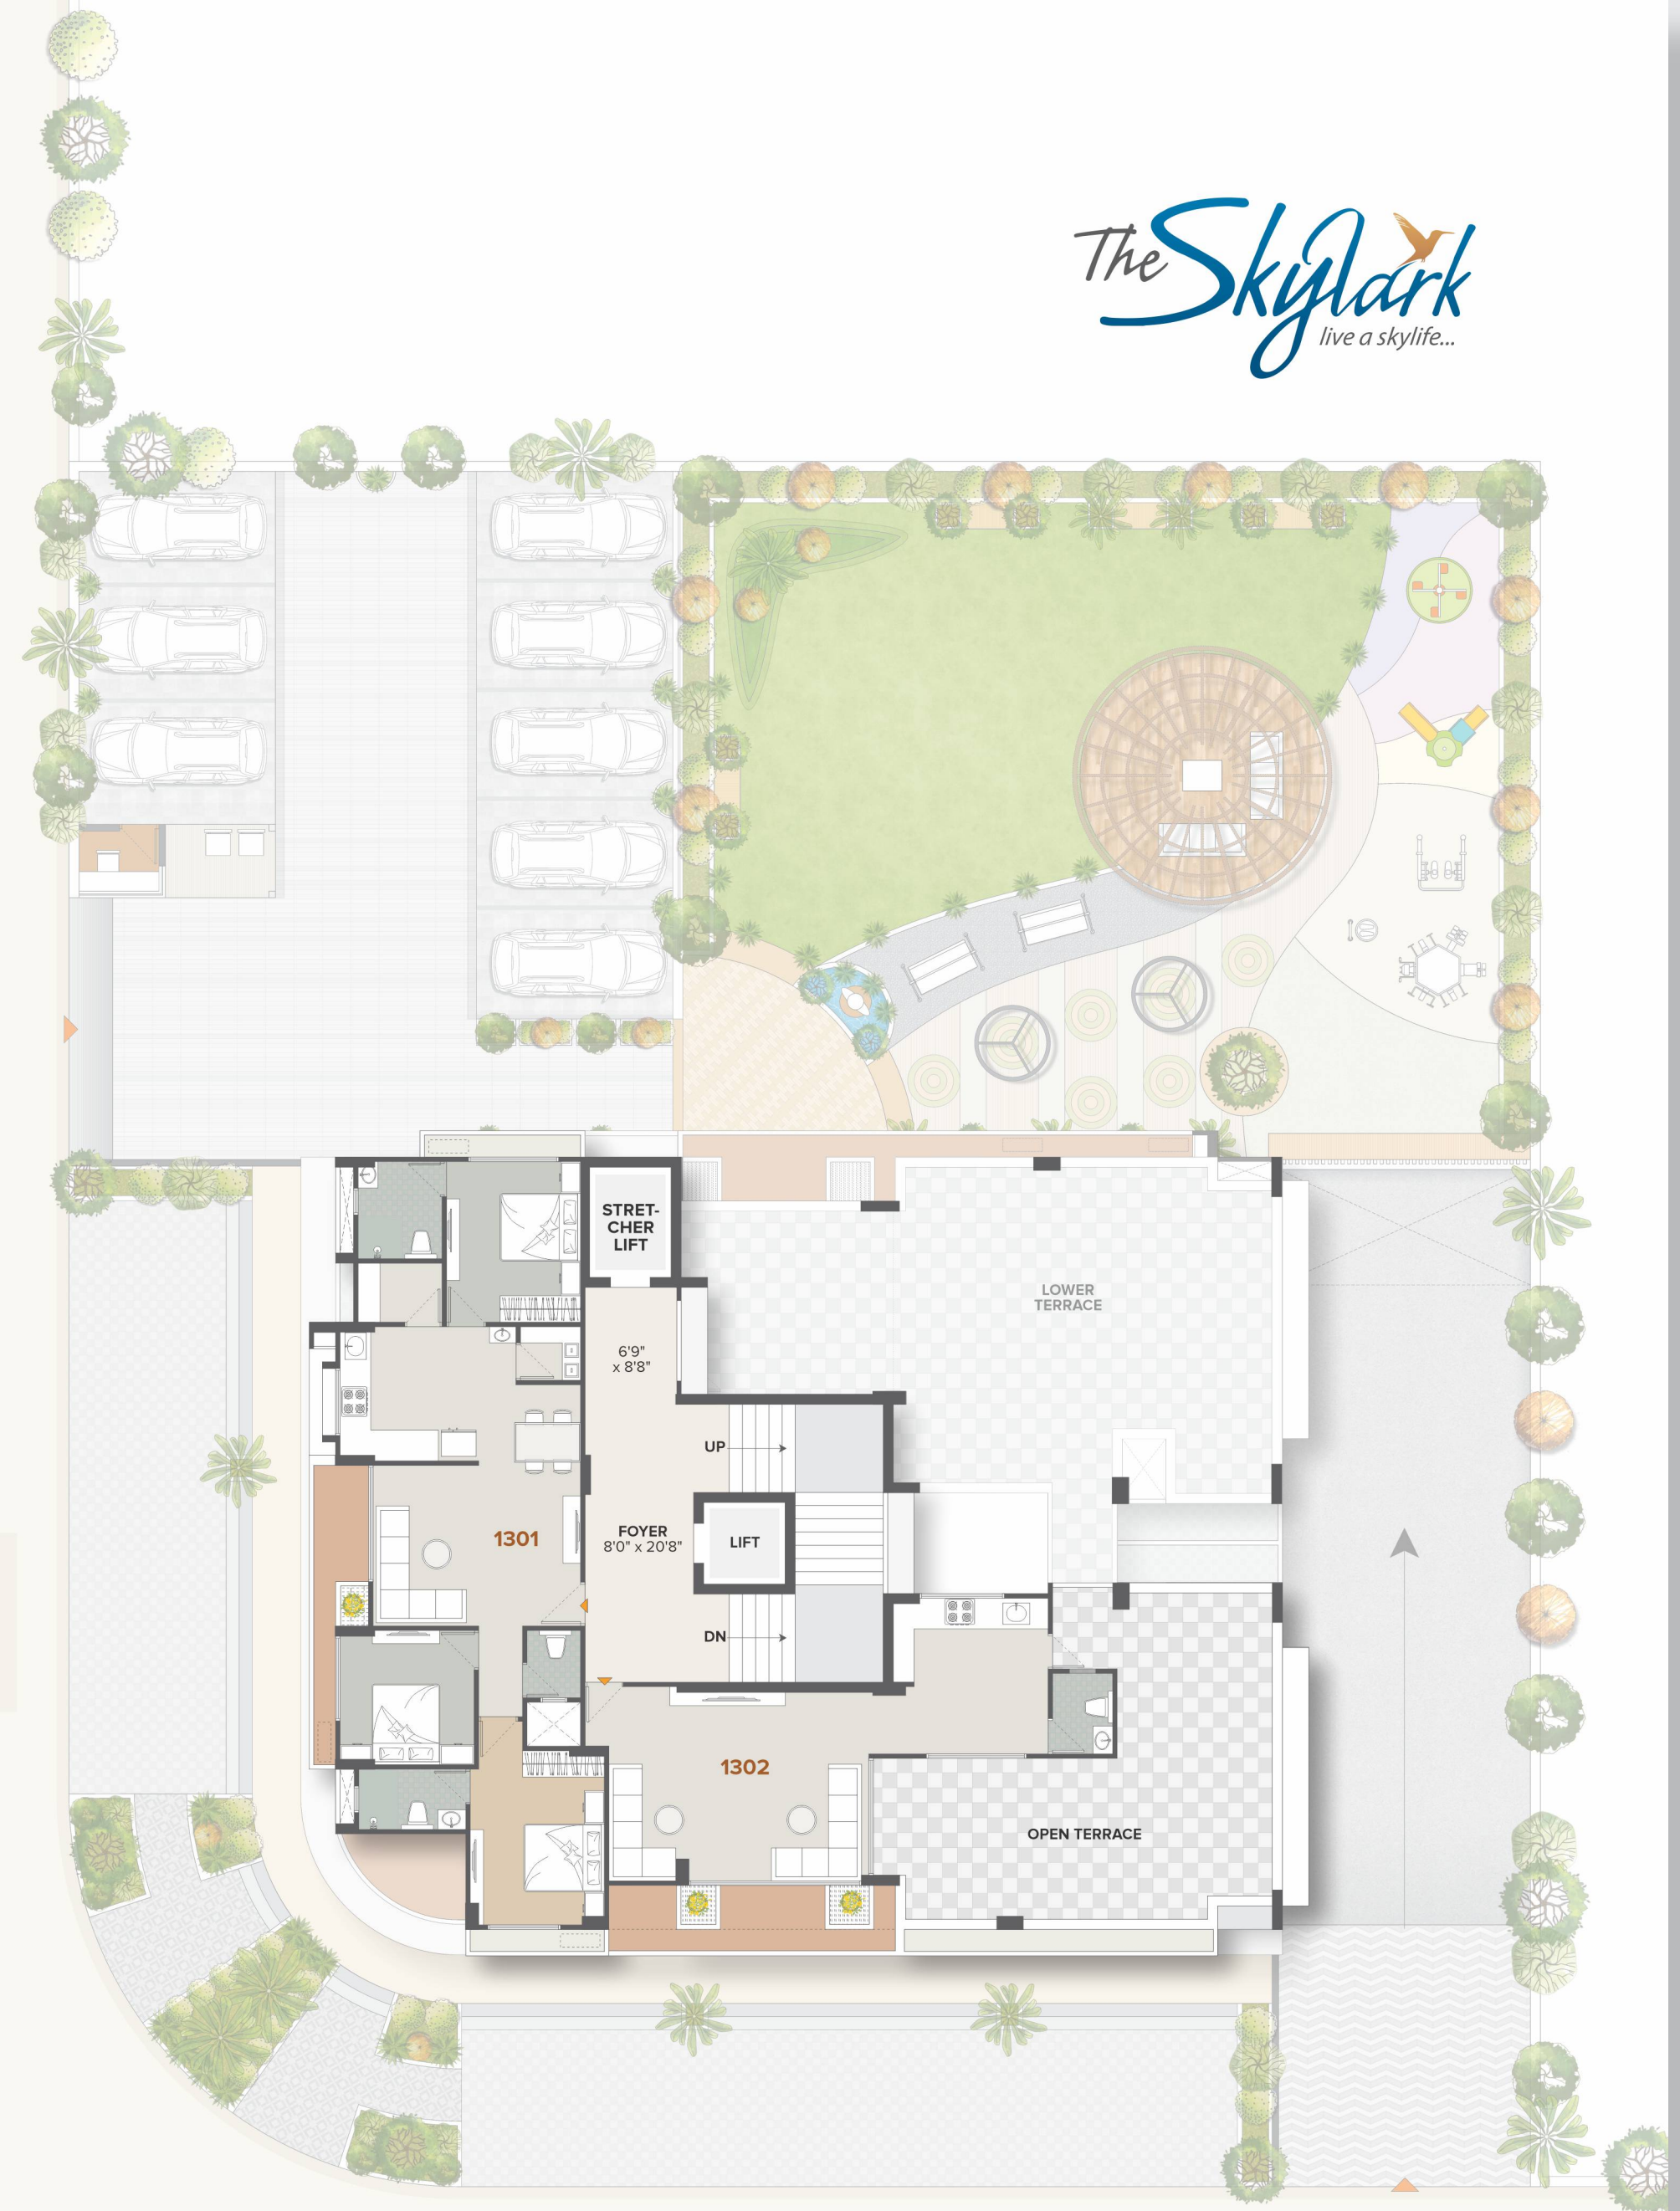 The Skylark
live a skylife...
STRET-
CHER
LIFT
LOWER
TERRACE
6'9"
x 8'8"
UP
1301
FOYER
8'0" x 20'8"
LIFT
DN
1302
OPEN TERRACE